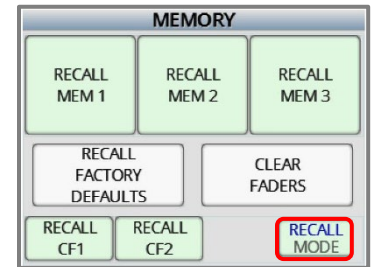 MEMORY
RECALL
MEM 1
RECALL
MEM 2
RECALL
MEM 3
RECALL
FACTORY
DEFAULTS
CLEAR
FADERS
RECALL
CF1
RECALL
CF2
RECALL
MODE